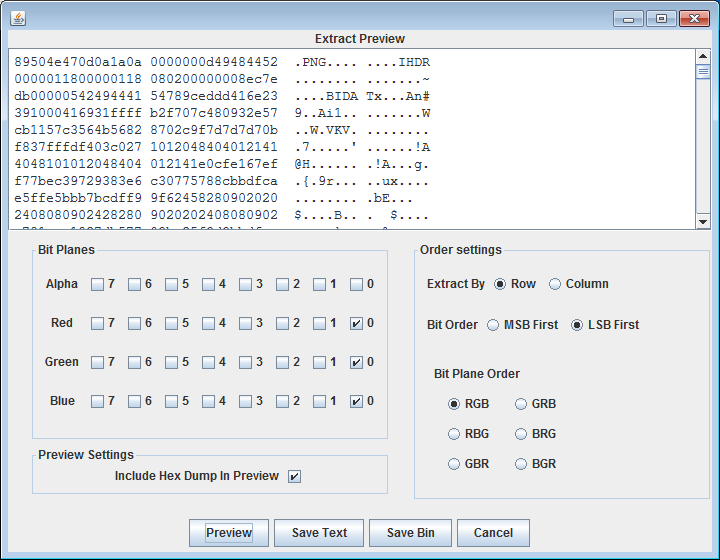 Extract Preview
89504e470d0a1a0a 0000000d49484452 .PNG.... ....IHDR
0000011800000118 080200000008ec7e ........ .......~
db00000542494441 54789ceddd416e23 ....BIDA Tx...An#
391000416931ffff b2f707c480932e57 9..Ai1.. .......W
cb1157c3564b5682 8702c9f7d7d7d70b ..W.VKV. ........
f837fffdf403c027 1012048404012141 .7.....' ......!A
4048101012048404 012141e0cfe167ef @H...... .!A...g.
f77bec39729383e6 c30775788cbbdfca .{.9r... ..ux....
e5ffe5bbb7bcdff9 9f62458280902020 ........ .bE...
2408080902428280 9020202408080902 $....B.. . $....
Bit Planes
Alpha 7 6 5 4 3 2 1 0
Red 7 6 5 4 3 2 1 0
Green 7 6 5 4 3 2 1 0
Blue 7 6 5 4 3 2 1 0
Preview Settings
Include Hex Dump In Preview
Order settings
Extract By Row Column
Bit Order MSB First LSB First
Bit Plane Order
RGB GRB
RBG BRG
GBR BGR
Preview Save Text Save Bin Cancel